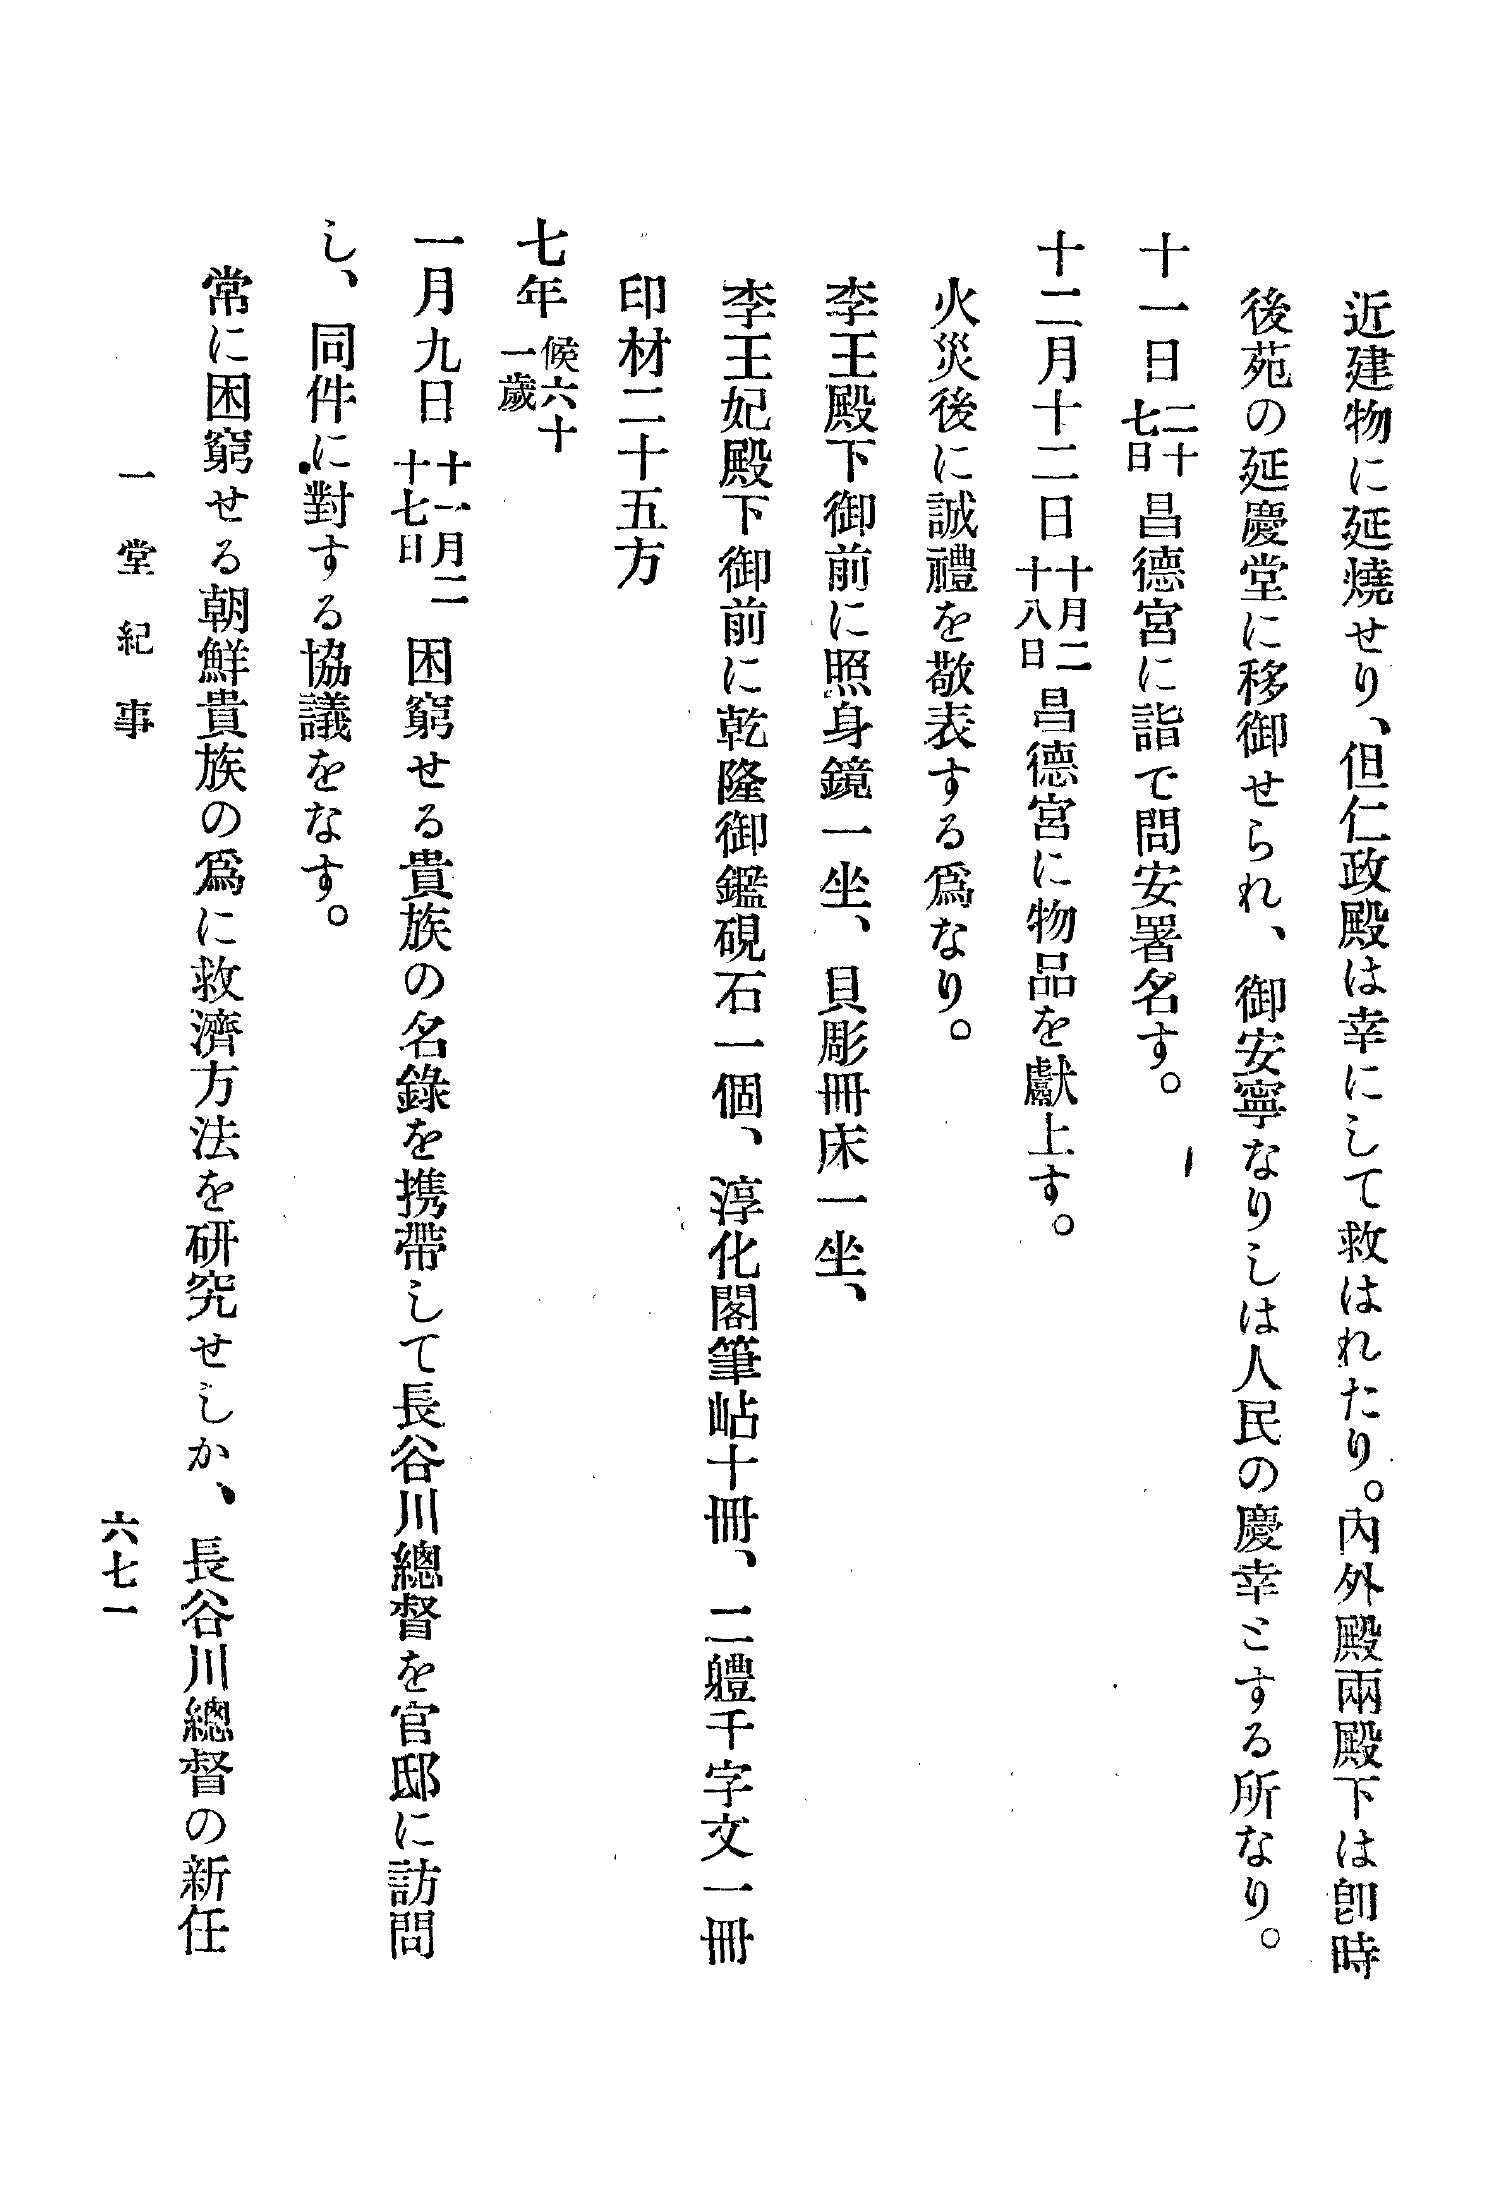 近建物に延燒せり、但仁政殿は幸にして救はれたり。內外殿兩殿下は卽時
後苑の延慶堂に移御せられ、御安寧なりしは人民の慶幸とする所なり。
十一日二十七日昌德宮に詣で問安署名す。
十二月十二日十月二十八日昌德宮に物品を獻上す。
火災後に誠禮を敬表する爲なり。
李王殿下御前に照身鏡一坐、貝彫冊床一坐、
李王妃殿下御前に乾隆御鑑硯石一個、淳化閣筆帖十冊、二軆千字文一冊
印材二十五方
七年候六十一歲
一月九日十一月二十七日困窮せる貴族の名錄を携帶して長谷川總督を官邸に訪問
し、同件に對する協議をなす。
常に困窮せる朝鮮貴族の爲に救濟方法を硏究せしか、長谷川總督の新任
一堂紀事
六七一